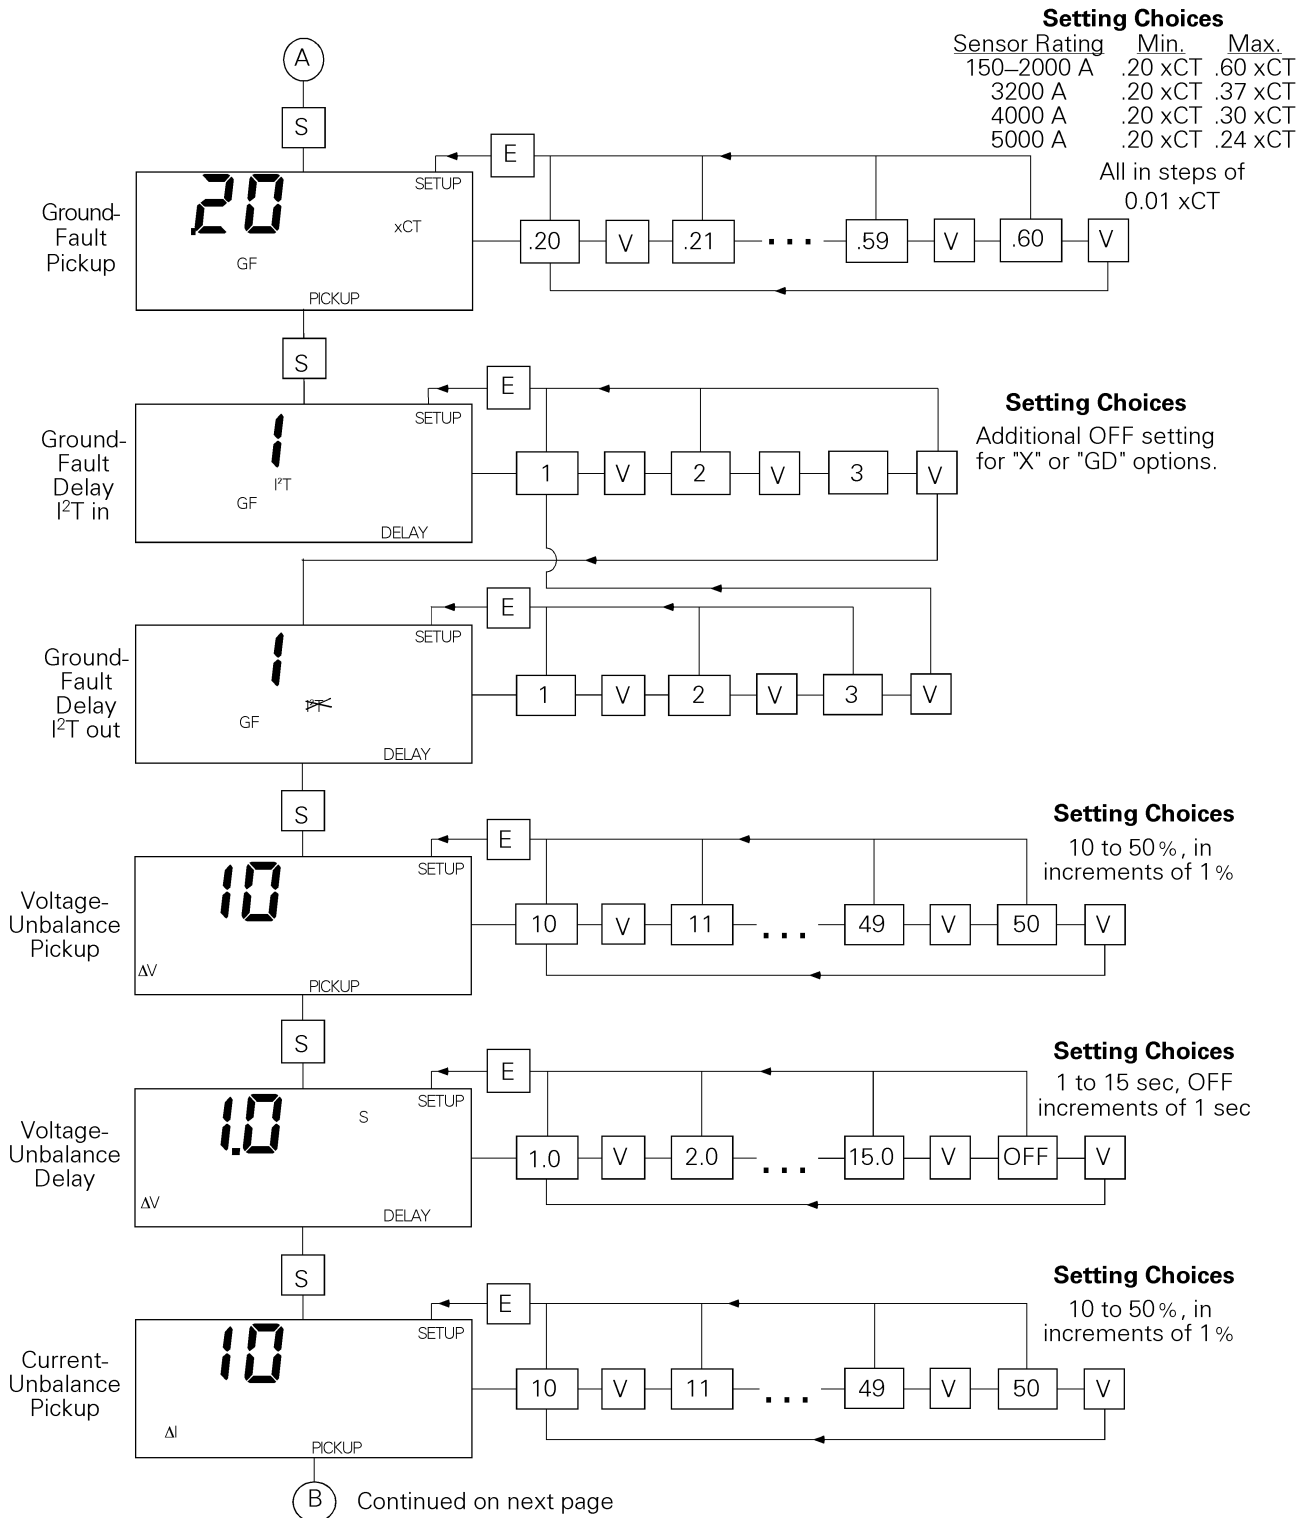 Setting Choices
Sensor Rating Min. Max.
150–2000 A .20 xCT .60 xCT
3200 A .20 xCT .37 xCT
4000 A .20 xCT .30 xCT
5000 A .20 xCT .24 xCT
All in steps of
0.01 xCT
A
S
E
Ground-
Fault
Pickup
.20
SETUP
xCT
GF
PICKUP
.20 V .21 ... .59 V .60 V
S
E
Setting Choices
Additional OFF setting
for "X" or "GD" options.
Ground-
Fault
Delay
I²T in
1
SETUP
I²T
GF
DELAY
1 V 2 V 3 V
E
Ground-
Fault
Delay
I²T out
1
SETUP
I²T
GF
DELAY
1 V 2 V 3 V
S
E
Setting Choices
10 to 50%, in
increments of 1%
Voltage-
Unbalance
Pickup
10
SETUP
ΔV
PICKUP
10 V 11 ... 49 V 50 V
S
E
Setting Choices
1 to 15 sec, OFF
increments of 1 sec
Voltage-
Unbalance
Delay
1.0
S
SETUP
ΔV
DELAY
1.0 V 2.0 ... 15.0 V OFF V
S
E
Setting Choices
10 to 50%, in
increments of 1%
Current-
Unbalance
Pickup
10
SETUP
ΔI
PICKUP
10 V 11 ... 49 V 50 V
B Continued on next page